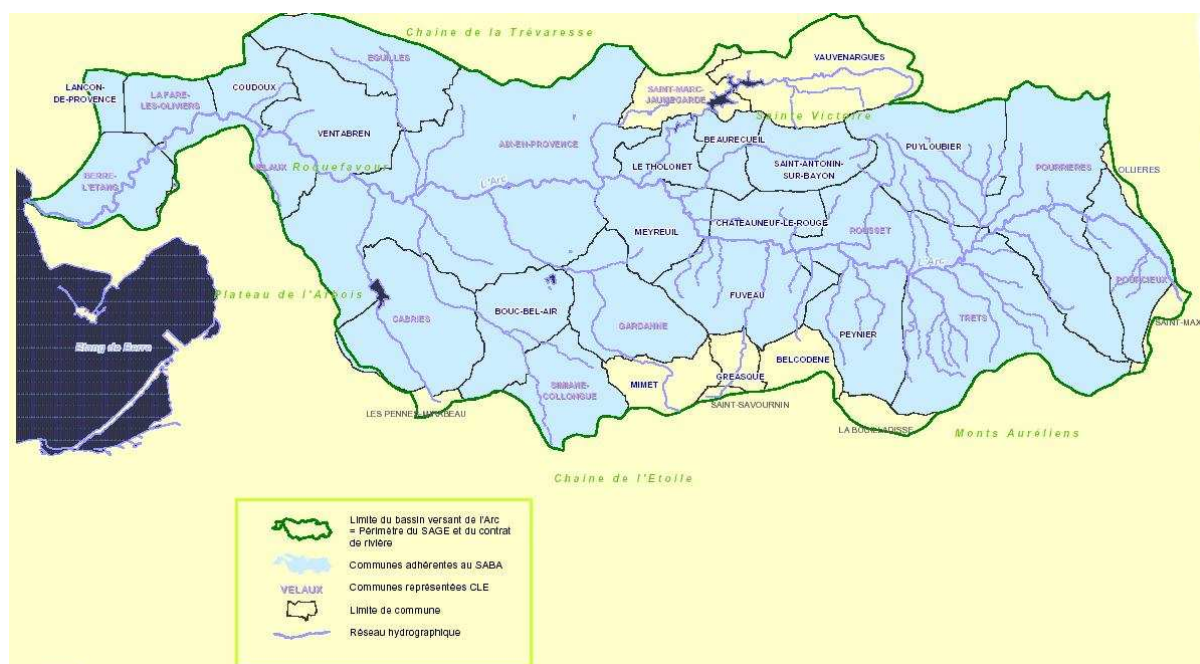 Chaine de la Trévaresse
EGUILLES
VAUVENARGUES
LANCON-
DE-PROVENCE
LA FARE-
LES-OLIVIERS
COUDOUX
SAINT-MARC-
JAUMEGARDE
Sainte Victoire
VENTABREN
AIX-EN-PROVENCE
BEAURECUEIL
PUYLOUBIER
LE THOLONET
SAINT-ANTONIN-
SUR-BAYON
POURRIERES
OLLIERES
VELAUX
Roquefavour
BERRE-
L'ETANG
L'Arc
CHATEAUNEUF-LE-ROUGE
MEYREUIL
ROUSSET
L'Arc
POURCIEUX
Plateau de l'Arbois
FUVEAU
CABRIES
BOUC-BEL-AIR
GARDANNE
TRETS
SAINT-MAX
PEYNIER
Etang de Berre
BELCODENE
GREASQUE
MIMET
SIMIANE-
COLLONGUE
SAINT-SAVOURNIN
LES PENNES-MIRABEAU
LA BOUILLADISSE
Monts Auréliens
Chaine de l'Etoile
Limite du bassin versant de l'Arc
= Périmètre du SAGE et du contrat
de rivière
Communes adhérentes au SABA
VELAUX
Communes représentées CLE
Limite de commune
Réseau hydrographique